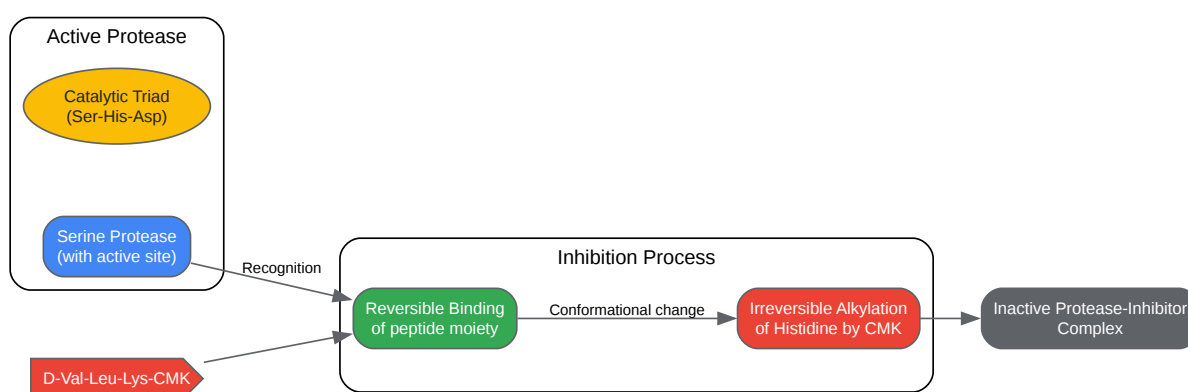 Active Protease
Catalytic Triad
(Ser-His-Asp)
Serine Protease
(with active site)
Recognition
D-Val-Leu-Lys-CMK
Inhibition Process
Reversible Binding
of peptide moiety
Conformational change
Irreversible Alkylation
of Histidine by CMK
Inactive Protease-Inhibitor
Complex